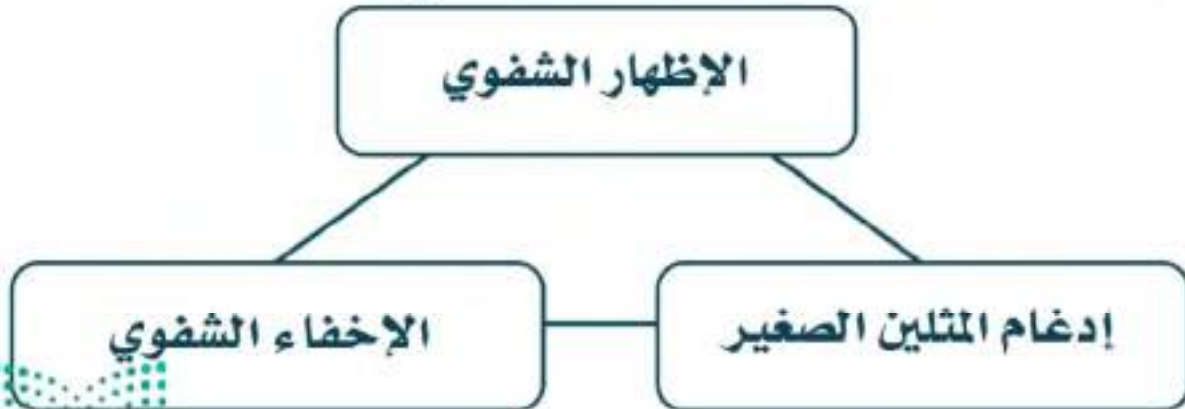 الإظهار الشفوي
إدغام المثلين الصغير
الإخفاء الشفوي